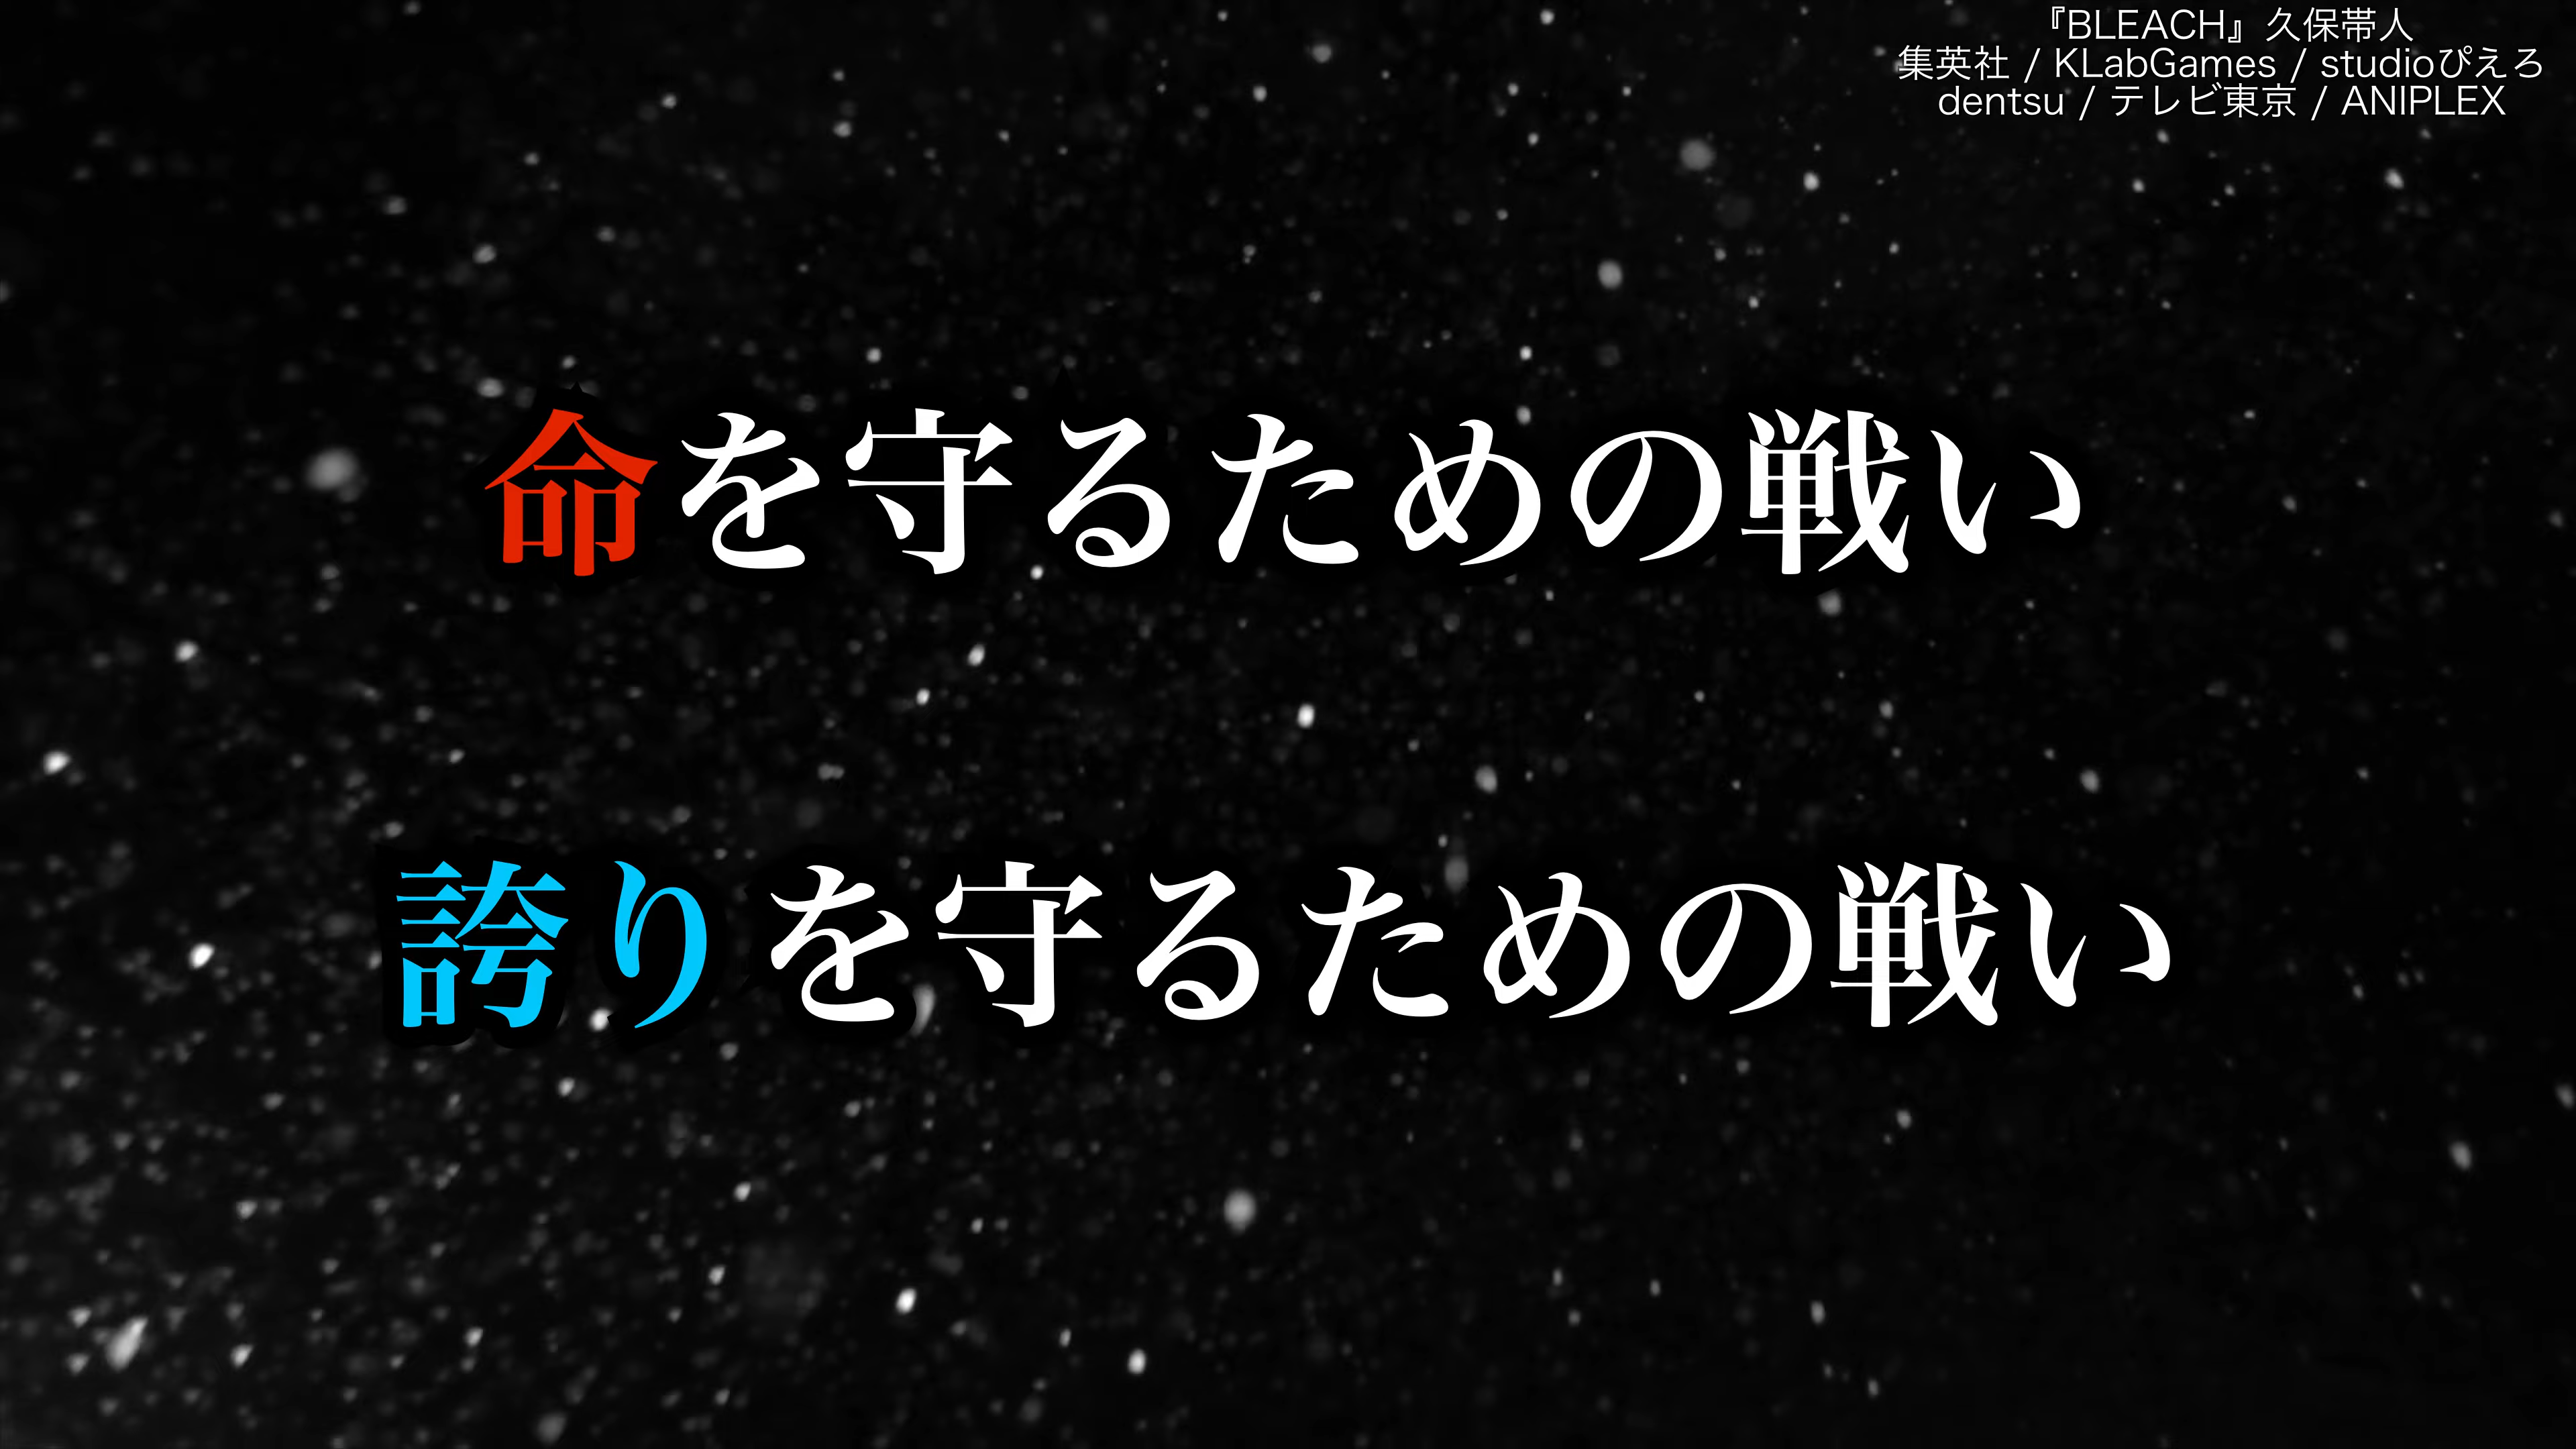 『BLEACH』久保帯人
集英社 / KLabGames / studioぴえろ
dentsu / テレビ東京 / ANIPLEX
命を守るための戦い
誇りを守るための戦い